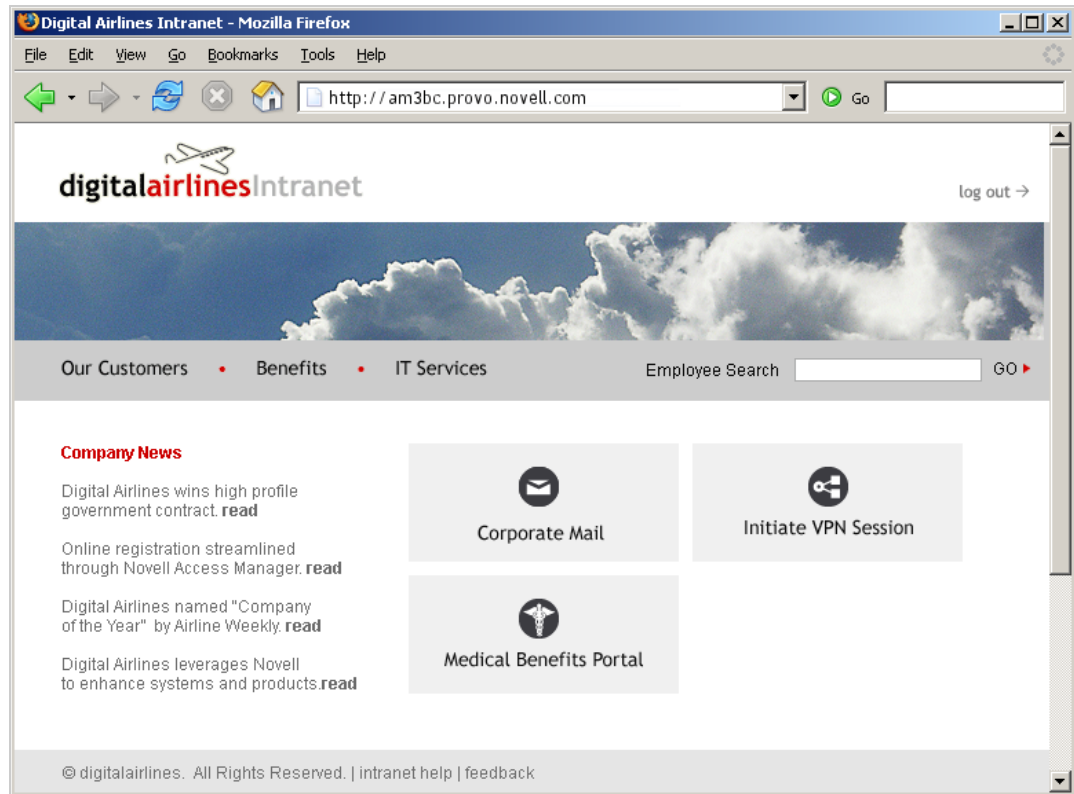 Digital Airlines Intranet - Mozilla Firefox
File Edit View Go Bookmarks Tools Help
http://am3bc.provo.novell.com Go
digitalairlinesIntranet
log out →
Our Customers • Benefits • IT Services Employee Search GO
Company News
Digital Airlines wins high profile
government contract. read
Online registration streamlined
through Novell Access Manager. read
Digital Airlines named "Company
of the Year" by Airline Weekly. read
Digital Airlines leverages Novell
to enhance systems and products.read
Corporate Mail
Initiate VPN Session
Medical Benefits Portal
© digitalairlines. All Rights Reserved. | intranet help | feedback